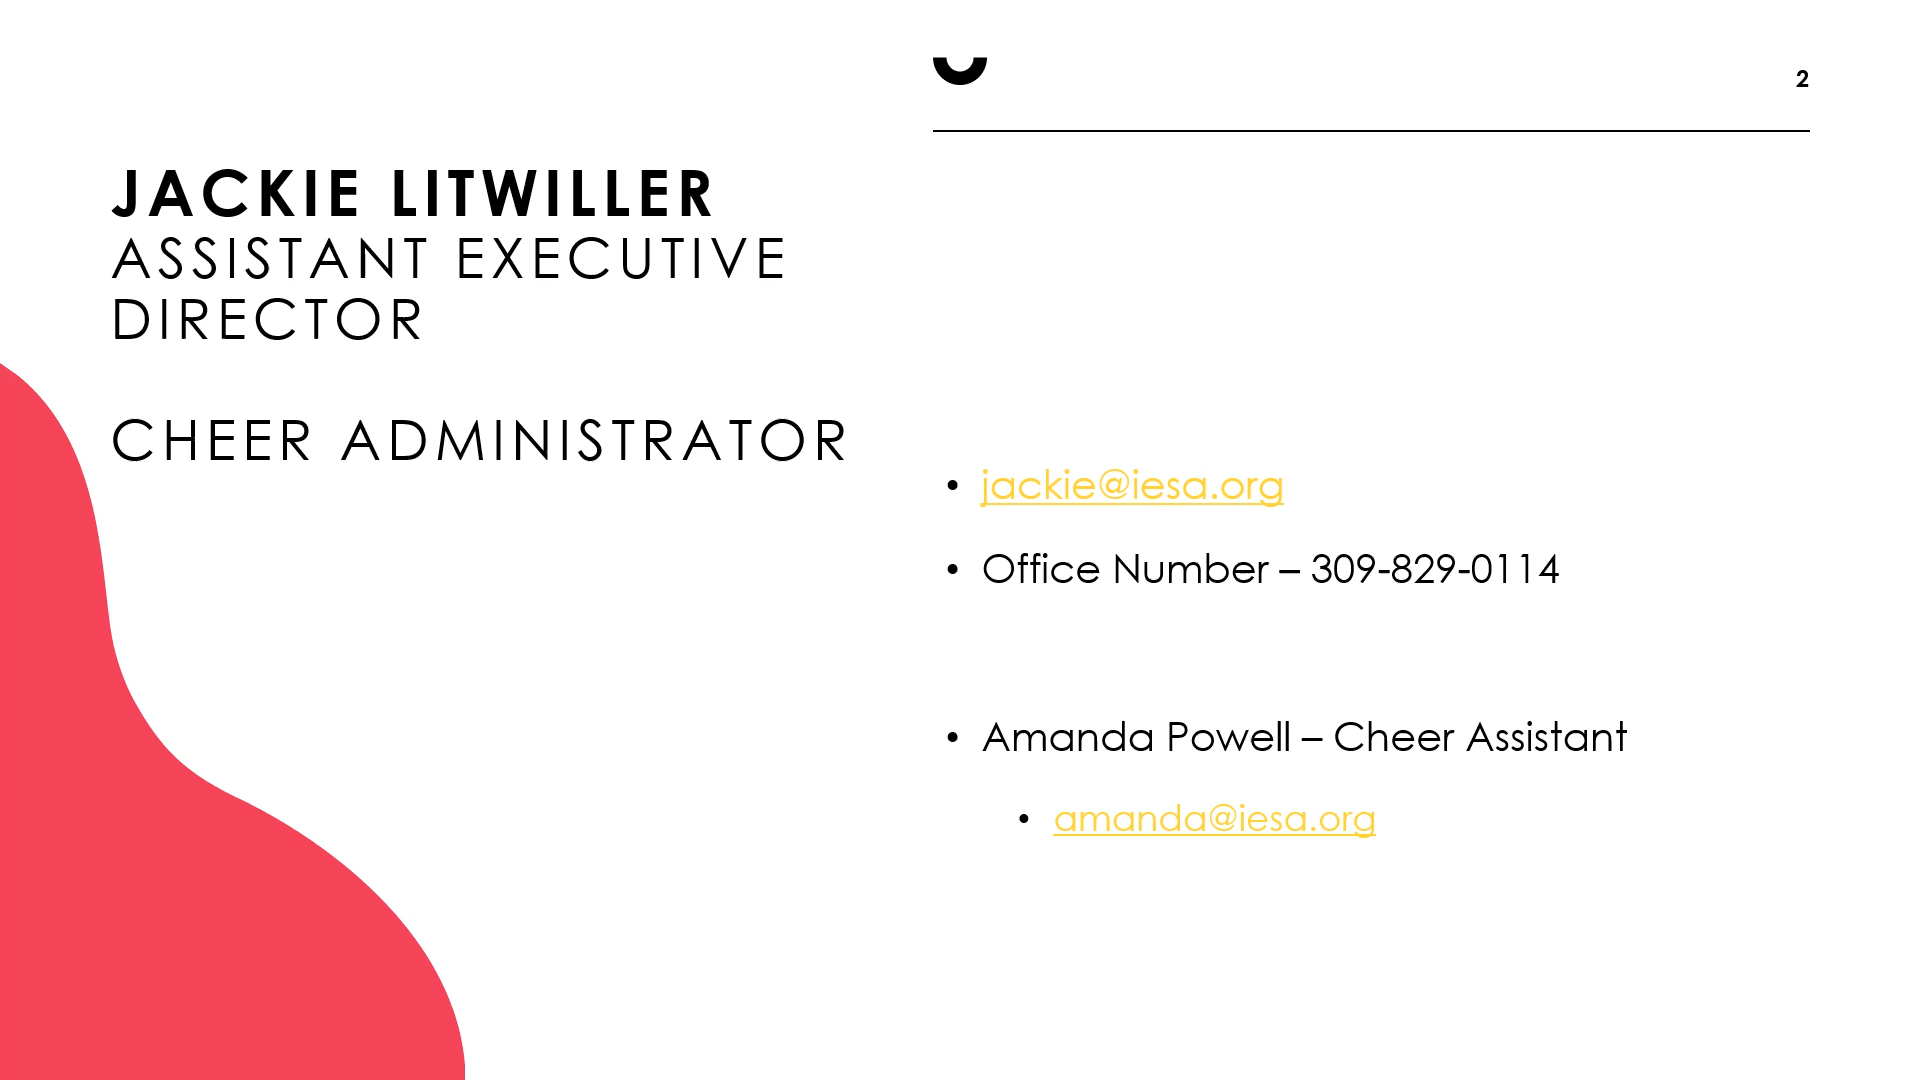 2
JACKIE LITWILLER
ASSISTANT EXECUTIVE
DIRECTOR
CHEER ADMINISTRATOR
• jackie@iesa.org
• Office Number – 309-829-0114
• Amanda Powell – Cheer Assistant
• amanda@iesa.org